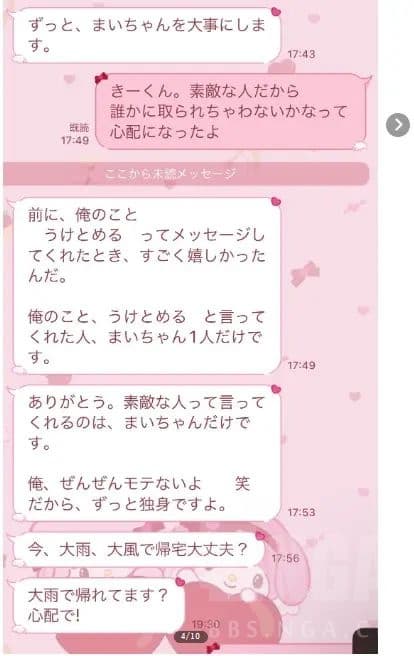 ずっと、まいちゃんを大事にしま
す。
17:43
きーくん。素敵な人だから
誰かに取られちゃわないかなって
心配になったよ
既読
17:49
ここから未読メッセージ
前に、俺のこと
　うけとめる　ってメッセージし
てくれたとき、すごく嬉しかった
んだ。
俺のこと、うけとめる　と言って
くれた人、まいちゃん1人だけで
す。
17:49
ありがとう。素敵な人って言って
くれるのは、まいちゃんだけで
す。
俺、ぜんぜんモテないよ　　笑
だから、ずっと独身ですよ。
17:53
今、大雨、大風で帰宅大丈夫？
17:56
大雨で帰れてます？
心配で!
19:30
4/10
BBS.NGA.C